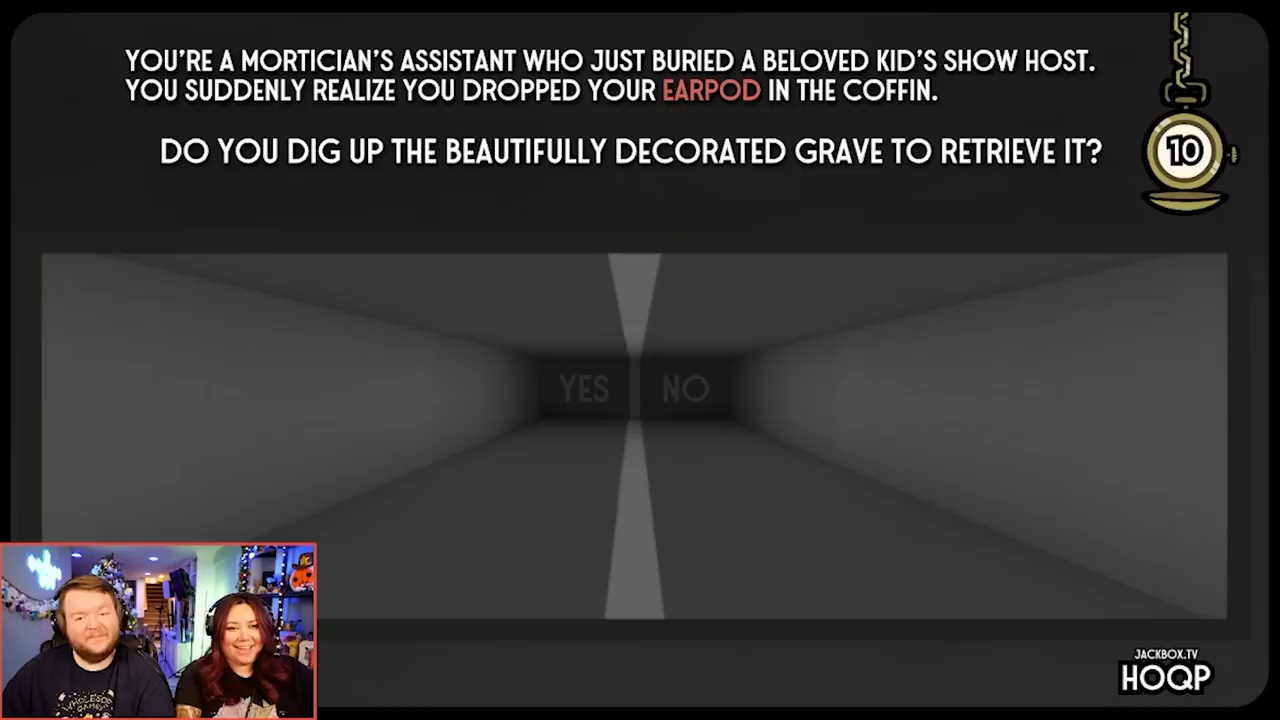 YOU'RE A MORTICIAN'S ASSISTANT WHO JUST BURIED A BELOVED KID'S SHOW HOST.
YOU SUDDENLY REALIZE YOU DROPPED YOUR EARPOD IN THE COFFIN.
DO YOU DIG UP THE BEAUTIFULLY DECORATED GRAVE TO RETRIEVE IT?
10
YES NO
WHOLESOME
GAMES
JACKBOX.TV
HOQP